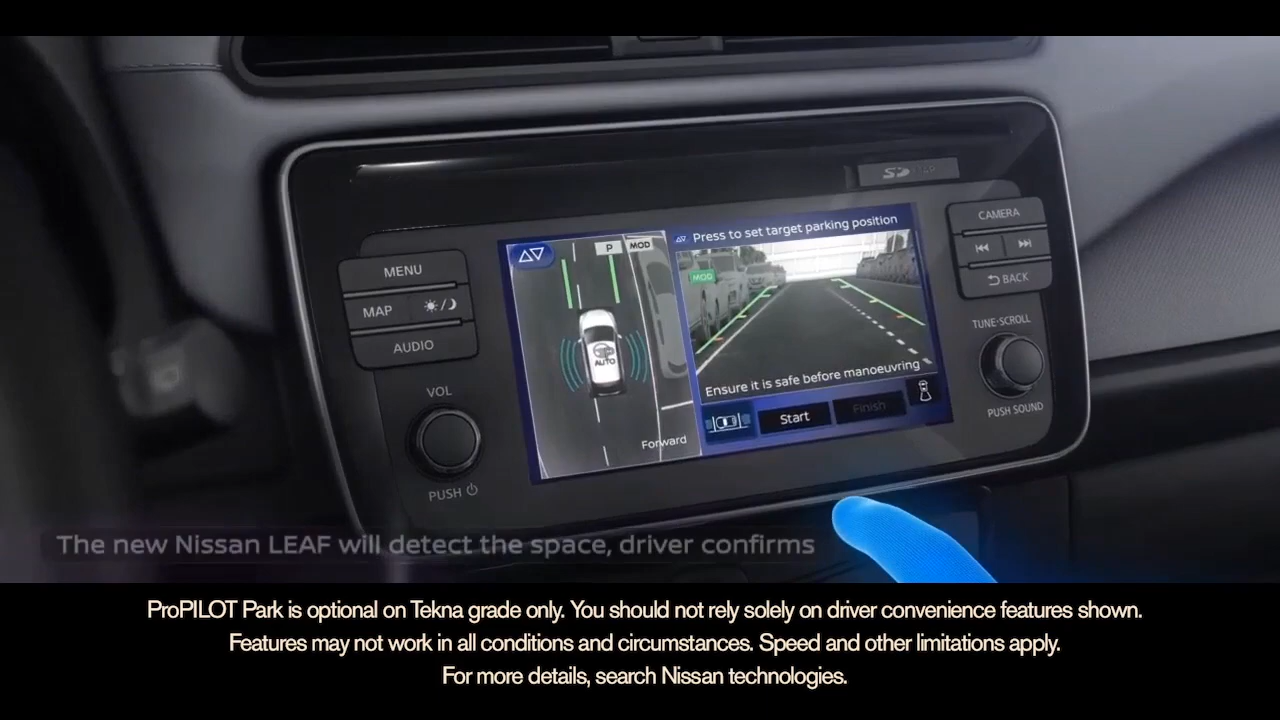 SD MAP
CAMERA
MENU
MAP
AUDIO
BACK
P
MOD
Press to set target parking position
MOD
AUTO
Ensure it is safe before manoeuvring
Forward
Start
Finish
TUNE·SCROLL
PUSH SOUND
VOL
PUSH
The new Nissan LEAF will detect the space, driver confirms
ProPILOT Park is optional on Tekna grade only. You should not rely solely on driver convenience features shown.
Features may not work in all conditions and circumstances. Speed and other limitations apply.
For more details, search Nissan technologies.